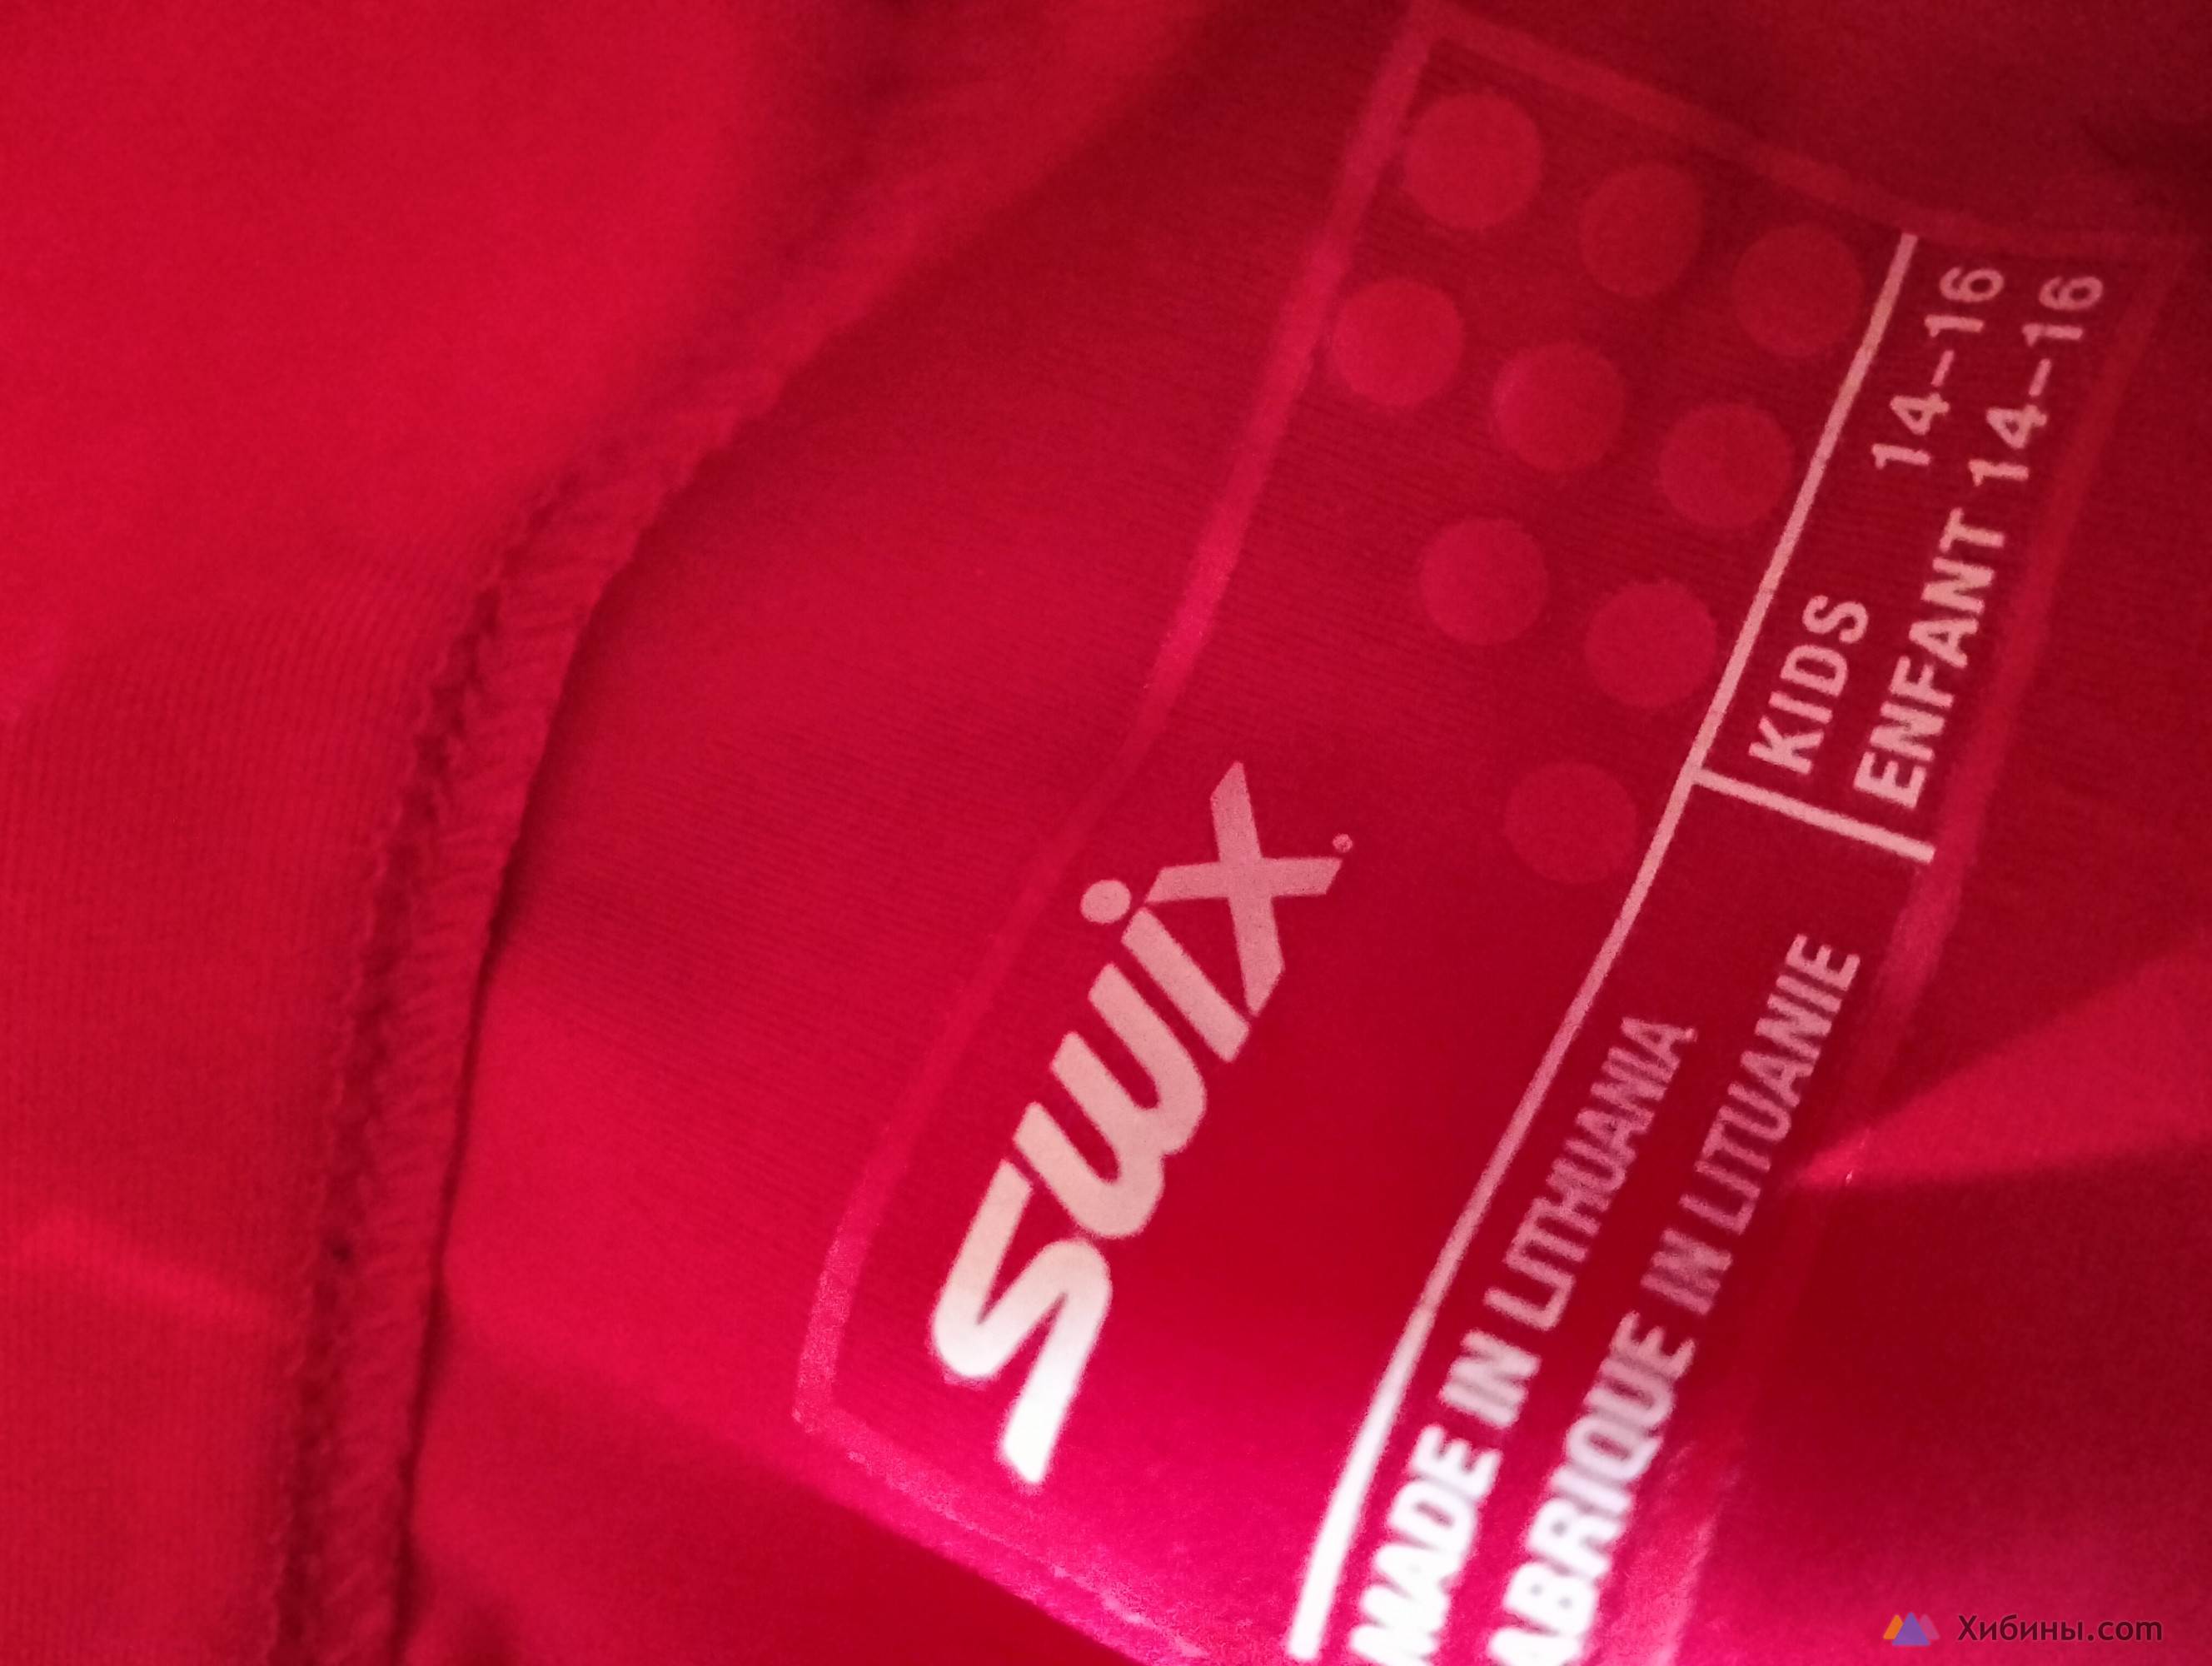 swix
KIDS 14-16
ENFANT 14-16
MADE IN LITHUANIA
ABRIQUE IN LITUANIE
Хибины.com